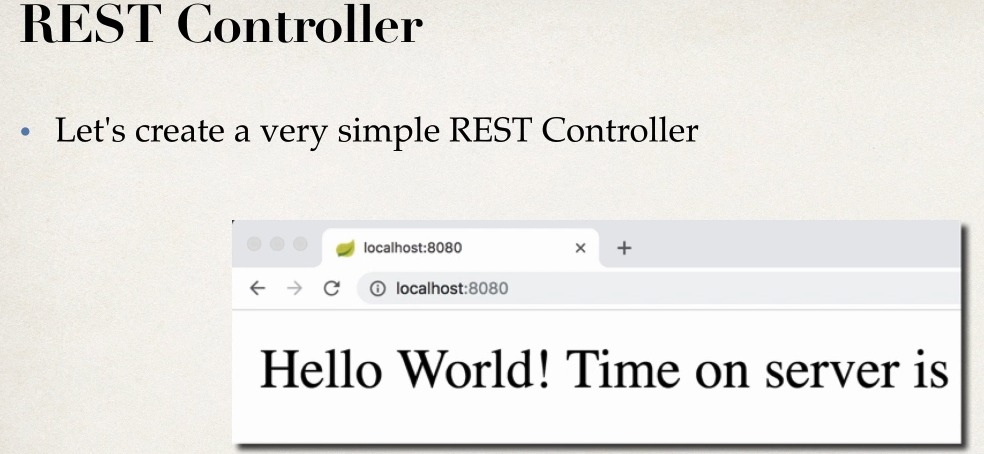 REST Controller
• Let's create a very simple REST Controller
localhost:8080
localhost:8080
Hello World! Time on server is